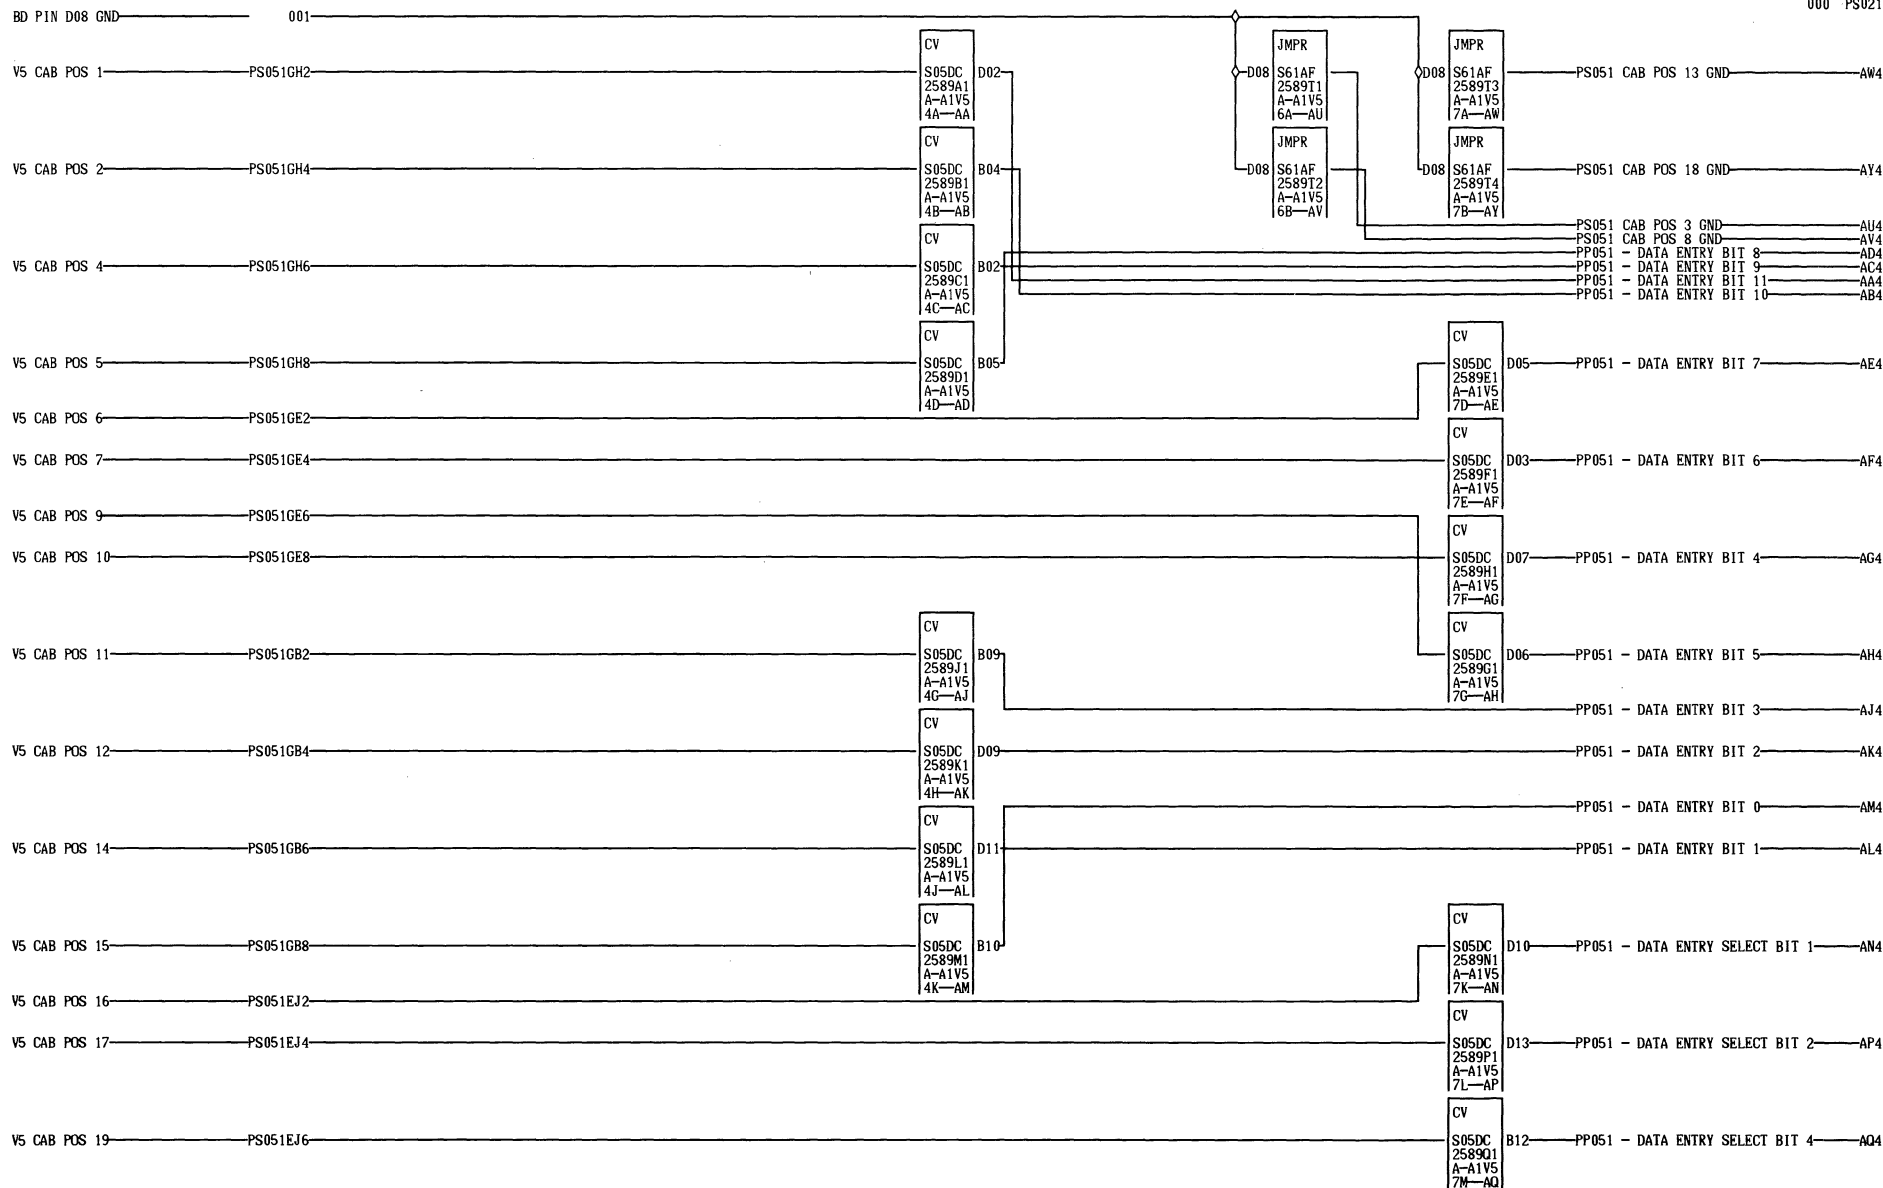 000 PS021
BD PIN D08 GND 001
CV JMPR JMPR
V5 CAB POS 1 PS051GH2 S05DC D02 D08 S61AF D08 S61AF PS051 CAB POS 13 GND AW4
2589A1 2589T1 2589T3
A-A1V5 A-A1V5 A-A1V5
4A AA 6A AU 7A AW
CV JMPR JMPR
V5 CAB POS 2 PS051GH4 S05DC B04 D08 S61AF D08 S61AF PS051 CAB POS 18 GND AY4
2589B1 2589T2 2589T4
A-A1V5 A-A1V5 A-A1V5
4B AB 6B AV 7B AY
PS051 CAB POS 3 GND AU4
CV PS051 CAB POS 8 GND AV4
PP051 - DATA ENTRY BIT 8 AD4
V5 CAB POS 4 PS051GH6 S05DC B02 PP051 - DATA ENTRY BIT 9 AC4
2589C1 PP051 - DATA ENTRY BIT 11 AA4
A-A1V5 PP051 - DATA ENTRY BIT 10 AB4
4C AC
CV CV
V5 CAB POS 5 PS051GH8 S05DC B05 S05DC D05 PP051 - DATA ENTRY BIT 7 AE4
2589D1 2589E1
A-A1V5 A-A1V5
4D AD 7D AE
V5 CAB POS 6 PS051GE2
CV
V5 CAB POS 7 PS051GE4 S05DC D03 PP051 - DATA ENTRY BIT 6 AF4
2589F1
A-A1V5
7E AF
V5 CAB POS 9 PS051GE6
CV
V5 CAB POS 10 PS051GE8 S05DC D07 PP051 - DATA ENTRY BIT 4 AG4
2589H1
A-A1V5
7F AG
CV CV
V5 CAB POS 11 PS051GB2 S05DC B09 S05DC D06 PP051 - DATA ENTRY BIT 5 AH4
2589J1 2589G1
A-A1V5 A-A1V5
4G AJ 7G AH
PP051 - DATA ENTRY BIT 3 AJ4
CV
V5 CAB POS 12 PS051GB4 S05DC D09 PP051 - DATA ENTRY BIT 2 AK4
2589K1
A-A1V5
4H AK
PP051 - DATA ENTRY BIT 0 AM4
CV
V5 CAB POS 14 PS051GB6 S05DC D11 PP051 - DATA ENTRY BIT 1 AL4
2589L1
A-A1V5
4J AL
CV CV
V5 CAB POS 15 PS051GB8 S05DC B10 S05DC D10 PP051 - DATA ENTRY SELECT BIT 1 AN4
2589M1 2589N1
A-A1V5 A-A1V5
4K AM 7K AN
V5 CAB POS 16 PS051EJ2
CV
V5 CAB POS 17 PS051EJ4 S05DC D13 PP051 - DATA ENTRY SELECT BIT 2 AP4
2589P1
A-A1V5
7L AP
CV
V5 CAB POS 19 PS051EJ6 S05DC B12 PP051 - DATA ENTRY SELECT BIT 4 AQ4
2589Q1
A-A1V5
7M AQ